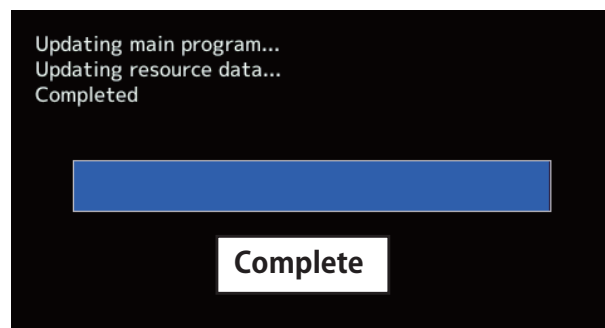 Updating main program...
Updating resource data...
Completed
Complete